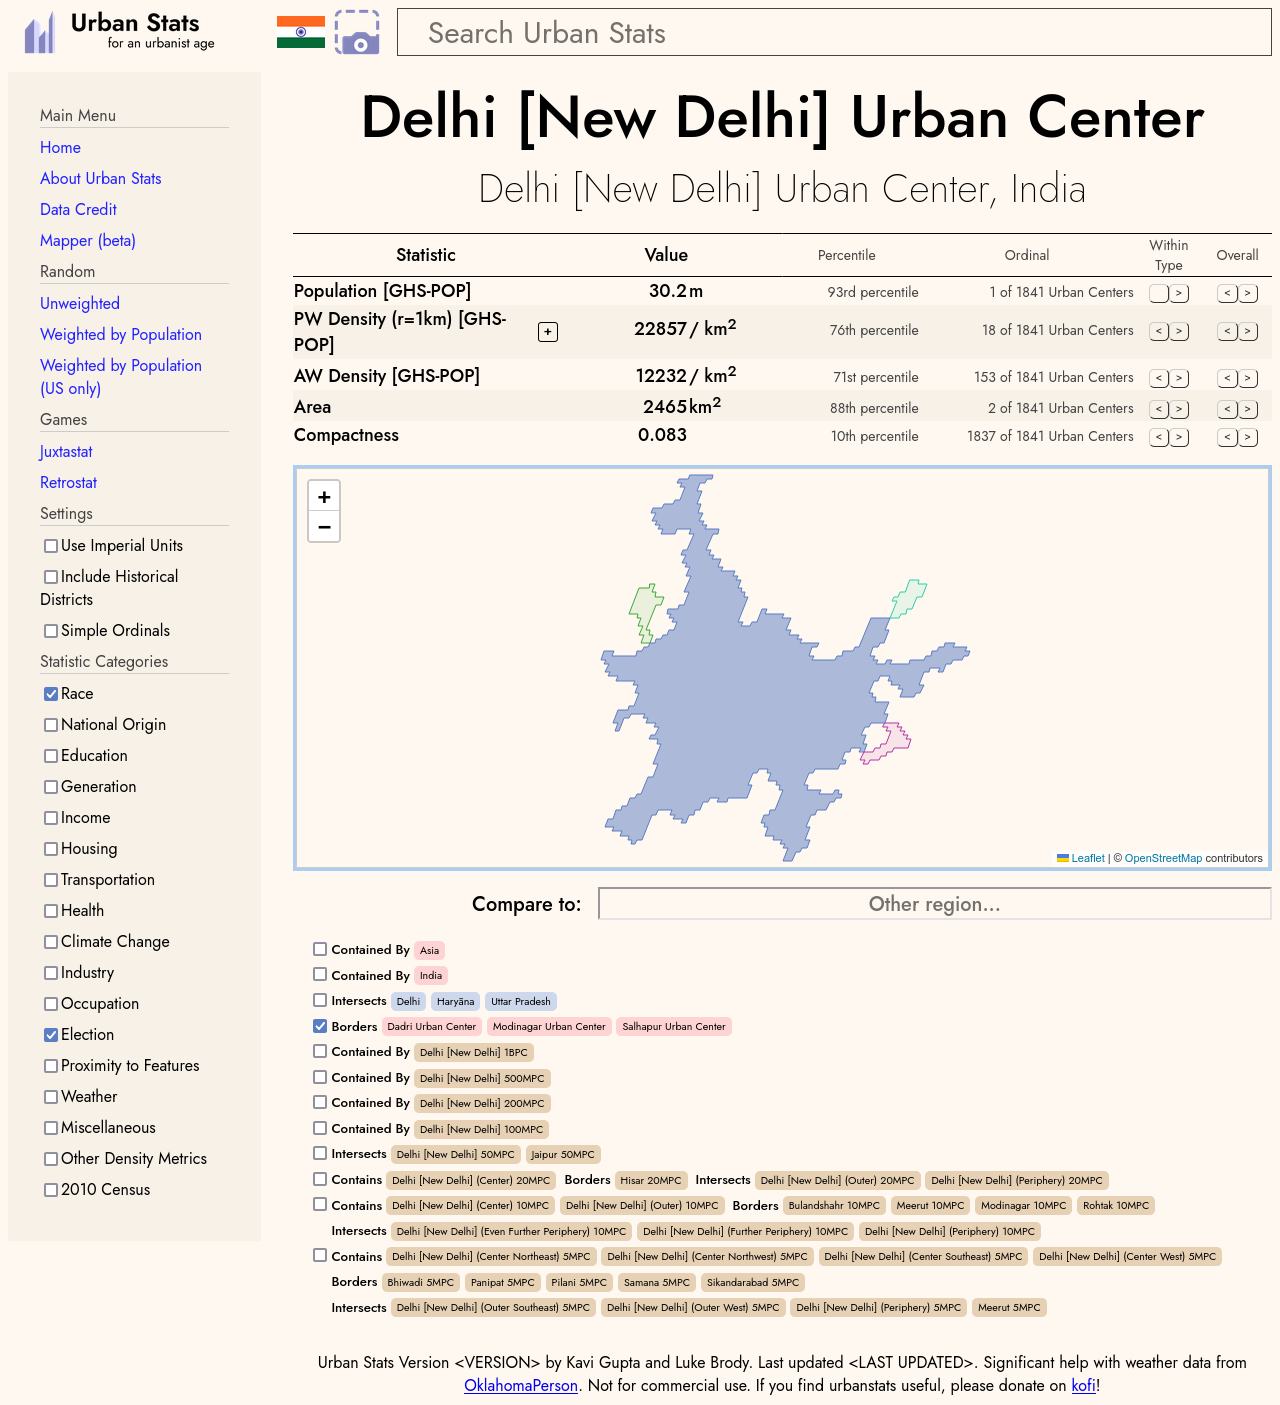 Urban Stats
for an urbanist age
Search Urban Stats
Main Menu
Home
About Urban Stats
Data Credit
Mapper (beta)
Random
Unweighted
Weighted by Population
Weighted by Population
(US only)
Games
Juxtastat
Retrostat
Settings
Use Imperial Units
Include Historical
Districts
Simple Ordinals
Statistic Categories
Race
National Origin
Education
Generation
Income
Housing
Transportation
Health
Climate Change
Industry
Occupation
Election
Proximity to Features
Weather
Miscellaneous
Other Density Metrics
2010 Census
Delhi [New Delhi] Urban Center
Delhi [New Delhi] Urban Center, India
Statistic Value Percentile Ordinal Within Type Overall
Population [GHS-POP] 30.2 m 93rd percentile 1 of 1841 Urban Centers > < >
PW Density (r=1km) [GHS-
POP] + 22857 / km² 76th percentile 18 of 1841 Urban Centers < > < >
AW Density [GHS-POP] 12232 / km² 71st percentile 153 of 1841 Urban Centers < > < >
Area 2465 km² 88th percentile 2 of 1841 Urban Centers < > < >
Compactness 0.083 10th percentile 1837 of 1841 Urban Centers < > < >
+
−
Leaflet | © OpenStreetMap contributors
Compare to: Other region...
Contained By Asia
Contained By India
Intersects Delhi Haryāna Uttar Pradesh
Borders Dadri Urban Center Modinagar Urban Center Salhapur Urban Center
Contained By Delhi [New Delhi] 1BPC
Contained By Delhi [New Delhi] 500MPC
Contained By Delhi [New Delhi] 200MPC
Contained By Delhi [New Delhi] 100MPC
Intersects Delhi [New Delhi] 50MPC Jaipur 50MPC
Contains Delhi [New Delhi] (Center) 20MPC Borders Hisar 20MPC Intersects Delhi [New Delhi] (Outer) 20MPC Delhi [New Delhi] (Periphery) 20MPC
Contains Delhi [New Delhi] (Center) 10MPC Delhi [New Delhi] (Outer) 10MPC Borders Bulandshahr 10MPC Meerut 10MPC Modinagar 10MPC Rohtak 10MPC
Intersects Delhi [New Delhi] (Even Further Periphery) 10MPC Delhi [New Delhi] (Further Periphery) 10MPC Delhi [New Delhi] (Periphery) 10MPC
Contains Delhi [New Delhi] (Center Northeast) 5MPC Delhi [New Delhi] (Center Northwest) 5MPC Delhi [New Delhi] (Center Southeast) 5MPC Delhi [New Delhi] (Center West) 5MPC
Borders Bhiwadi 5MPC Panipat 5MPC Pilani 5MPC Samana 5MPC Sikandarabad 5MPC
Intersects Delhi [New Delhi] (Outer Southeast) 5MPC Delhi [New Delhi] (Outer West) 5MPC Delhi [New Delhi] (Periphery) 5MPC Meerut 5MPC
Urban Stats Version <VERSION> by Kavi Gupta and Luke Brody. Last updated <LAST UPDATED>. Significant help with weather data from
OklahomaPerson. Not for commercial use. If you find urbanstats useful, please donate on kofi!